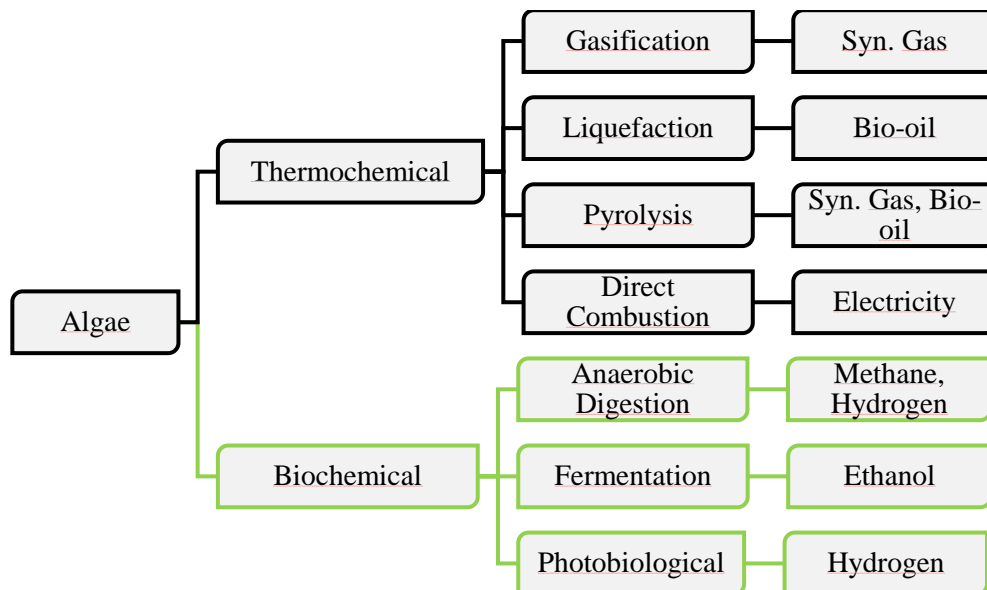 Gasification
Syn. Gas
Liquefaction
Bio-oil
Thermochemical
Pyrolysis
Syn. Gas, Bio-
oil
Direct
Combustion
Electricity
Algae
Anaerobic
Digestion
Methane,
Hydrogen
Biochemical
Fermentation
Ethanol
Photobiological
Hydrogen